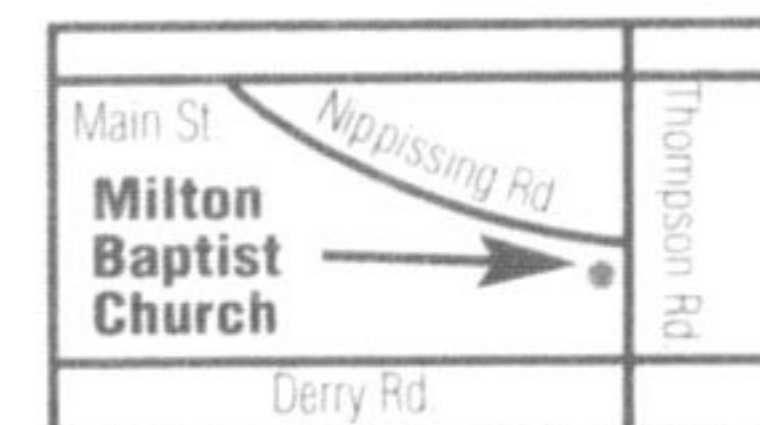 Main St.
Nippissing Rd
Thompson Rd.
Milton
Baptist
Church
Derry Rd.